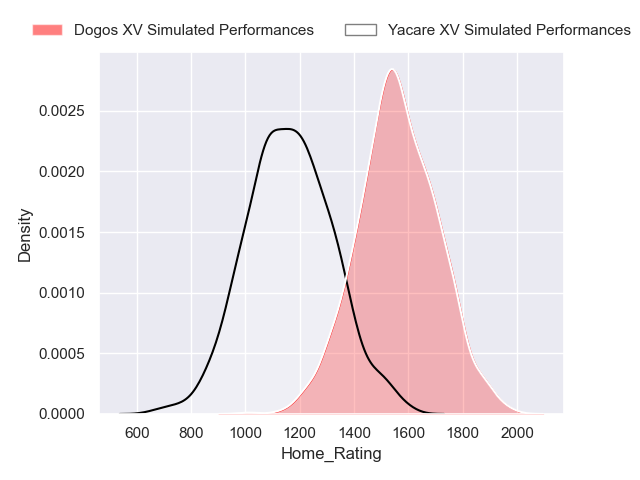 Dogos XV Simulated Performances Yacare XV Simulated Performances
0.0025
0.0020
0.0015
0.0010
0.0005
0.0000
Density
600 800 1000 1200 1400 1600 1800 2000
Home_Rating